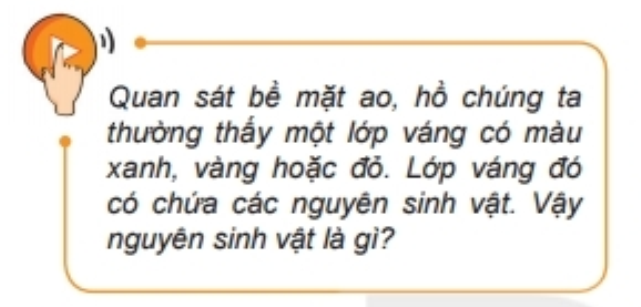 Quan sát bề mặt ao, hồ chúng ta
thường thấy một lớp váng có màu
xanh, vàng hoặc đỏ. Lớp váng đó
có chứa các nguyên sinh vật. Vậy
nguyên sinh vật là gì?